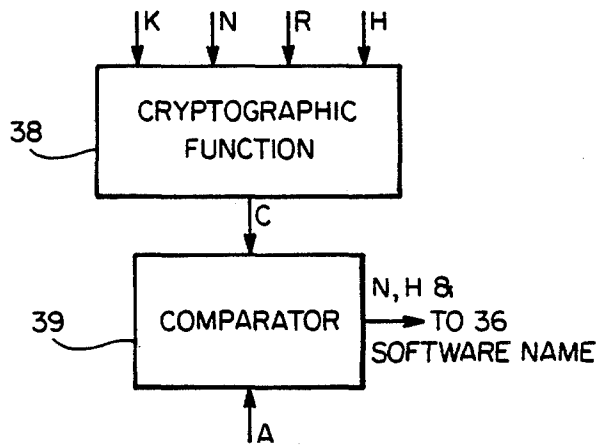 K N R H
CRYPTOGRAPHIC
FUNCTION
38
C
N, H &
TO 36
SOFTWARE NAME
COMPARATOR
39
A